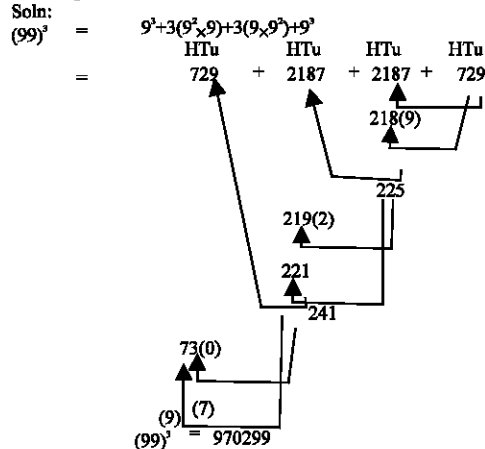 Soln:
(99)³ = 9³+3(9²×9)+3(9×9²)+9³
HTu HTu HTu HTu
= 729 + 2187 + 2187 + 729
218(9)
225
219(2)
221
241
73(0)
(9) (7)
(99)³ = 970299